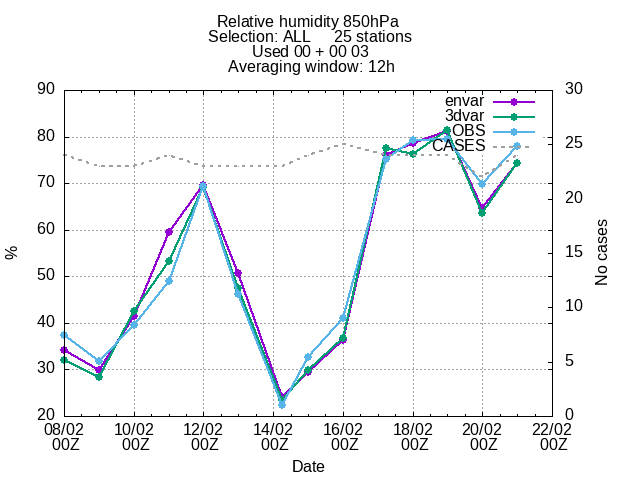 Relative humidity 850hPa
Selection: ALL 25 stations
Used 00 + 00 03
Averaging window: 12h
90 30
envar
3dvar
OBS
CASES
80 25
70 20
60
50 15
40 10
30 5
20 0
%
No cases
08/02 10/02 12/02 14/02 16/02 18/02 20/02 22/02
00Z 00Z 00Z 00Z 00Z 00Z 00Z 00Z
Date